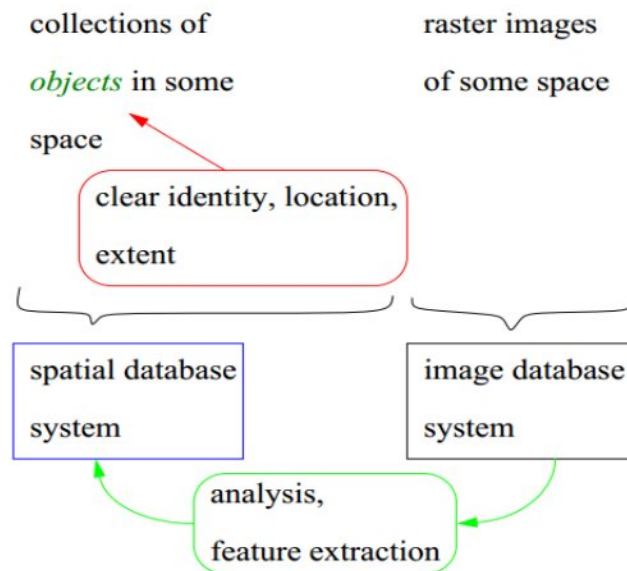 collections of
objects in some
space
raster images
of some space
clear identity, location,
extent
spatial database
system
image database
system
analysis,
feature extraction